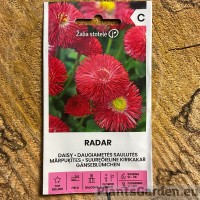 C
Žalia stotelė
RADAR
DAISY • DAUGIAMETĖS SAULUTĖS
MĀRPUĶĪTES • SUUREÕIELINE KIRIKAKAR
GÄNSEBLÜMCHEN
PlantsGarden.eu